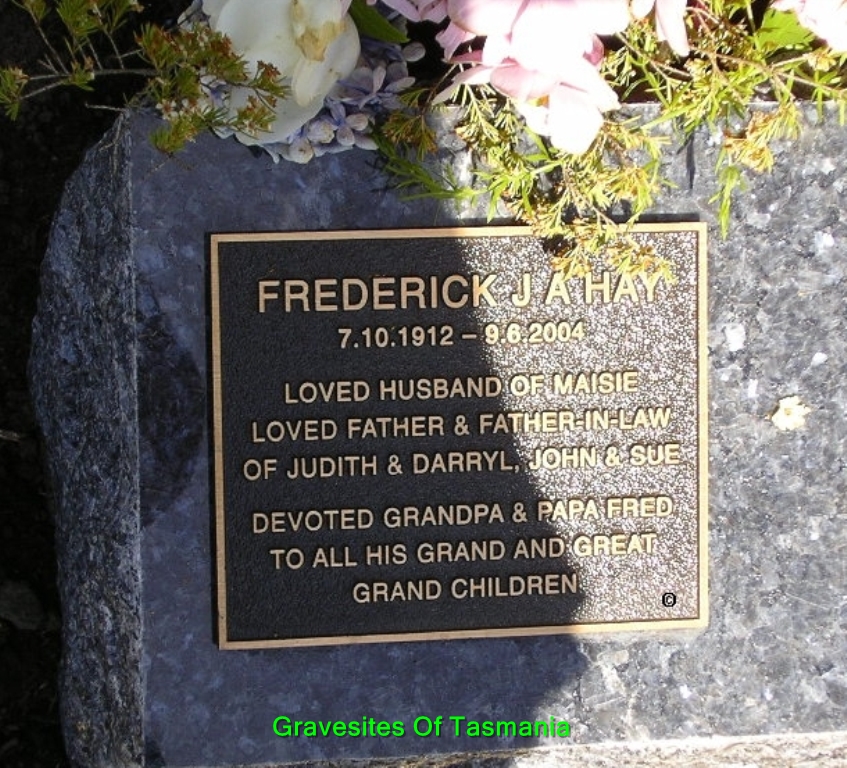 FREDERICK J A HAY
7.10.1912 – 9.6.2004
LOVED HUSBAND OF MAISIE
LOVED FATHER & FATHER-IN-LAW
OF JUDITH & DARRYL, JOHN & SUE
DEVOTED GRANDPA & PAPA FRED
TO ALL HIS GRAND AND GREAT
GRAND CHILDREN
©
Gravesites Of Tasmania